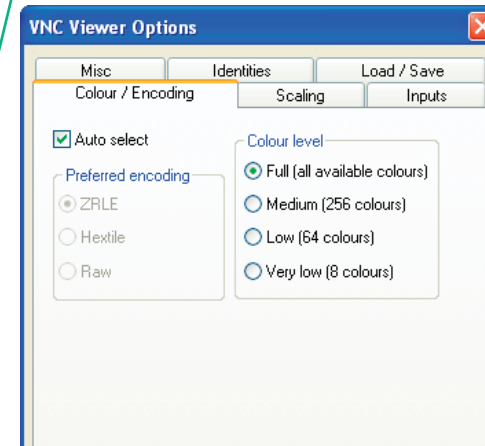 VNC Viewer Options
Misc Identities Load / Save
Colour / Encoding Scaling Inputs
Auto select
Preferred encoding
ZRLE
Hextile
Raw
Colour level
Full (all available colours)
Medium (256 colours)
Low (64 colours)
Very low (8 colours)